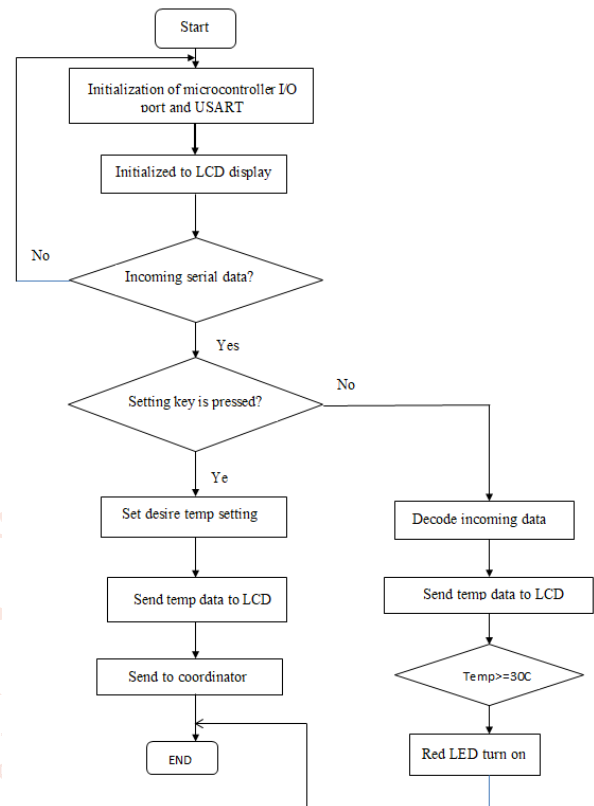 Start
Initialization of microcontroller I/O
port and USART
Initialized to LCD display
No
Incoming serial data?
Yes
No
Setting key is pressed?
Ye
Set desire temp setting
Decode incoming data
Send temp data to LCD
Send temp data to LCD
Send to coordinator
Temp>=30C
Red LED turn on
END